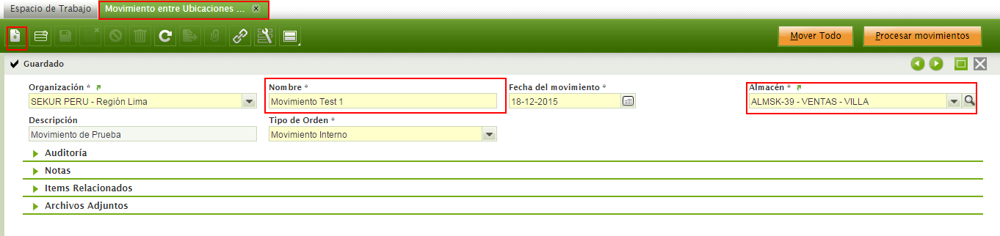 Espacio de Trabajo Movimiento entre Ubicaciones ...
Mover Todo Procesar movimientos
Guardado
Organización * Nombre * Fecha del movimiento * Almacén *
SEKUR PERU - Región Lima Movimiento Test 1 18-12-2015 ALMSK-39 - VENTAS - VILLA
Descripción Tipo de Orden *
Movimiento de Prueba Movimiento Interno
Auditoría
Notas
Items Relacionados
Archivos Adjuntos